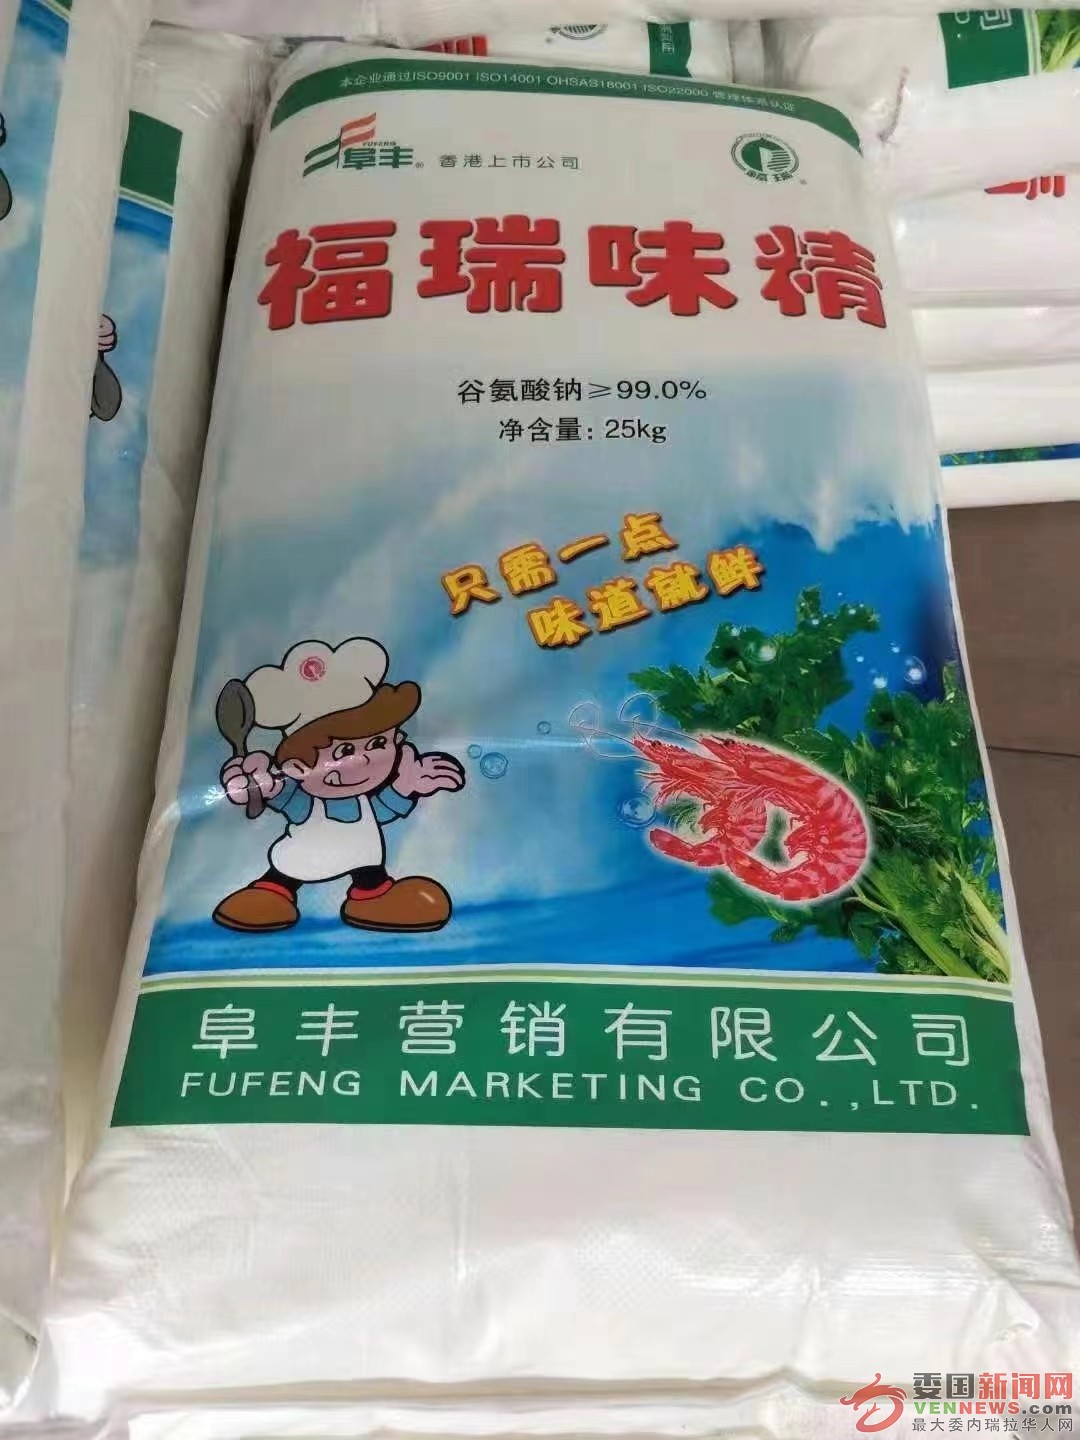 本企业通过ISO9001 ISO14001 OHSAS18001 ISO22000 管理体系认证
FUFENG
阜丰® 香港上市公司
福瑞®
福瑞味精
谷氨酸钠≥99.0%
净含量：25kg
只需一点
味道就鲜
阜丰营销有限公司
FUFENG MARKETING CO.,LTD.
委国新闻网
VENNEWS.com
最大委内瑞拉华人网